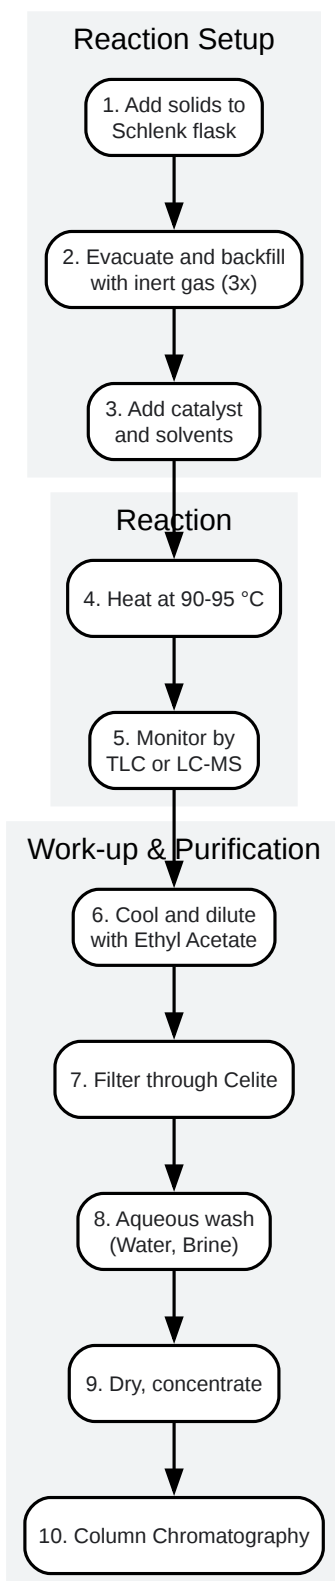 Reaction Setup
1. Add solids to
Schlenk flask
2. Evacuate and backfill
with inert gas (3x)
3. Add catalyst
and solvents
Reaction
4. Heat at 90-95 °C
5. Monitor by
TLC or LC-MS
Work-up & Purification
6. Cool and dilute
with Ethyl Acetate
7. Filter through Celite
8. Aqueous wash
(Water, Brine)
9. Dry, concentrate
10. Column Chromatography